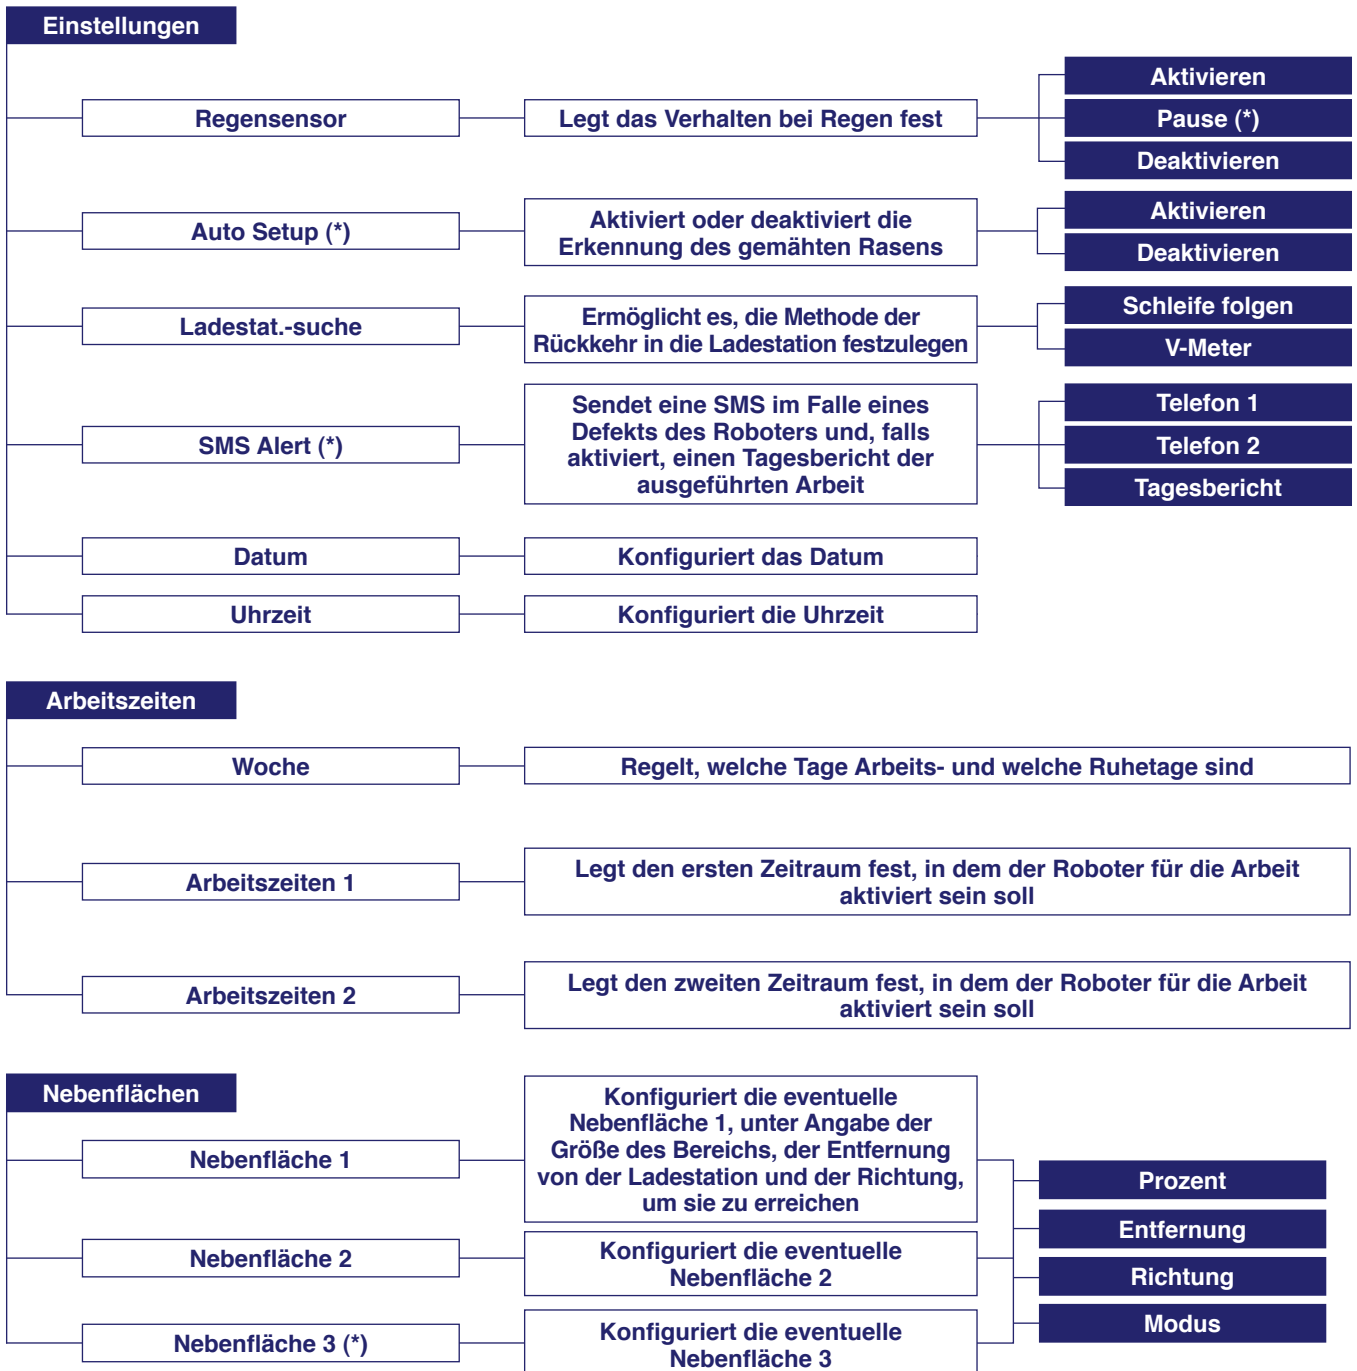 Einstellungen
Regensensor
Legt das Verhalten bei Regen fest
Aktivieren
Pause (*)
Deaktivieren
Auto Setup (*)
Aktiviert oder deaktiviert die
Erkennung des gemähten Rasens
Aktivieren
Deaktivieren
Ladestat.-suche
Ermöglicht es, die Methode der
Rückkehr in die Ladestation festzulegen
Schleife folgen
V-Meter
SMS Alert (*)
Sendet eine SMS im Falle eines
Defekts des Roboters und, falls
aktiviert, einen Tagesbericht der
ausgeführten Arbeit
Telefon 1
Telefon 2
Tagesbericht
Datum
Konfiguriert das Datum
Uhrzeit
Konfiguriert die Uhrzeit
Arbeitszeiten
Woche
Regelt, welche Tage Arbeits- und welche Ruhetage sind
Arbeitszeiten 1
Legt den ersten Zeitraum fest, in dem der Roboter für die Arbeit
aktiviert sein soll
Arbeitszeiten 2
Legt den zweiten Zeitraum fest, in dem der Roboter für die Arbeit
aktiviert sein soll
Nebenflächen
Nebenfläche 1
Konfiguriert die eventuelle
Nebenfläche 1, unter Angabe der
Größe des Bereichs, der Entfernung
von der Ladestation und der Richtung,
um sie zu erreichen
Nebenfläche 2
Konfiguriert die eventuelle
Nebenfläche 2
Nebenfläche 3 (*)
Konfiguriert die eventuelle
Nebenfläche 3
Prozent
Entfernung
Richtung
Modus